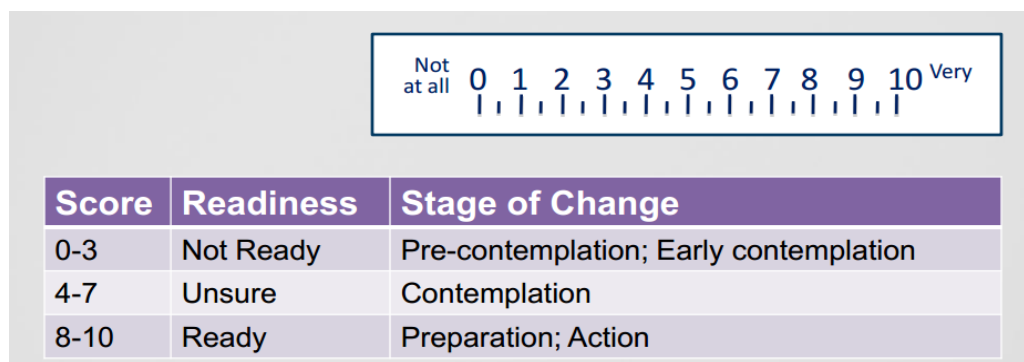 Not at all 0 1 2 3 4 5 6 7 8 9 10 Very
Score Readiness Stage of Change
0-3 Not Ready Pre-contemplation; Early contemplation
4-7 Unsure Contemplation
8-10 Ready Preparation; Action